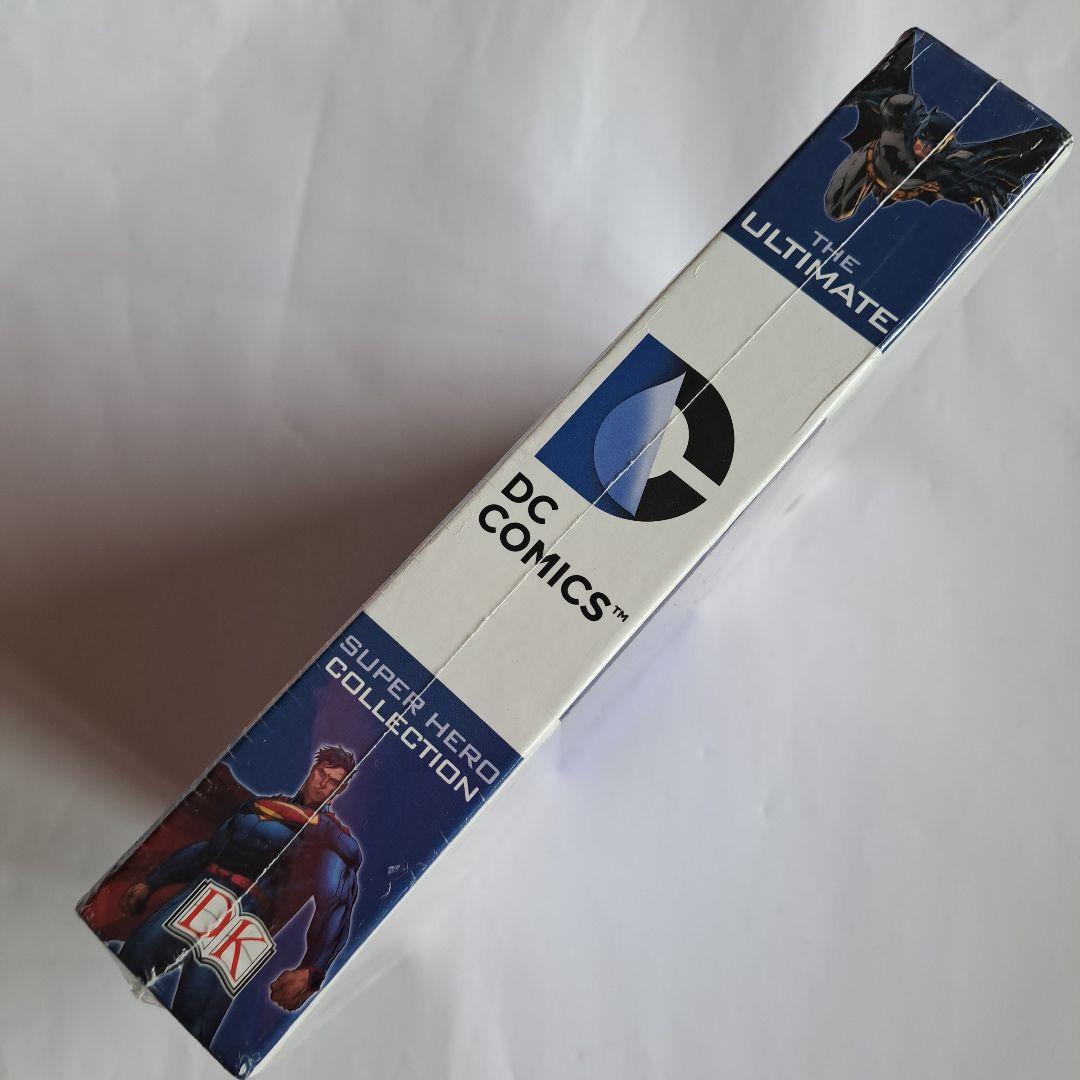 THE
ULTIMATE
DC
COMICS™
SUPER HERO
COLLECTION
DK